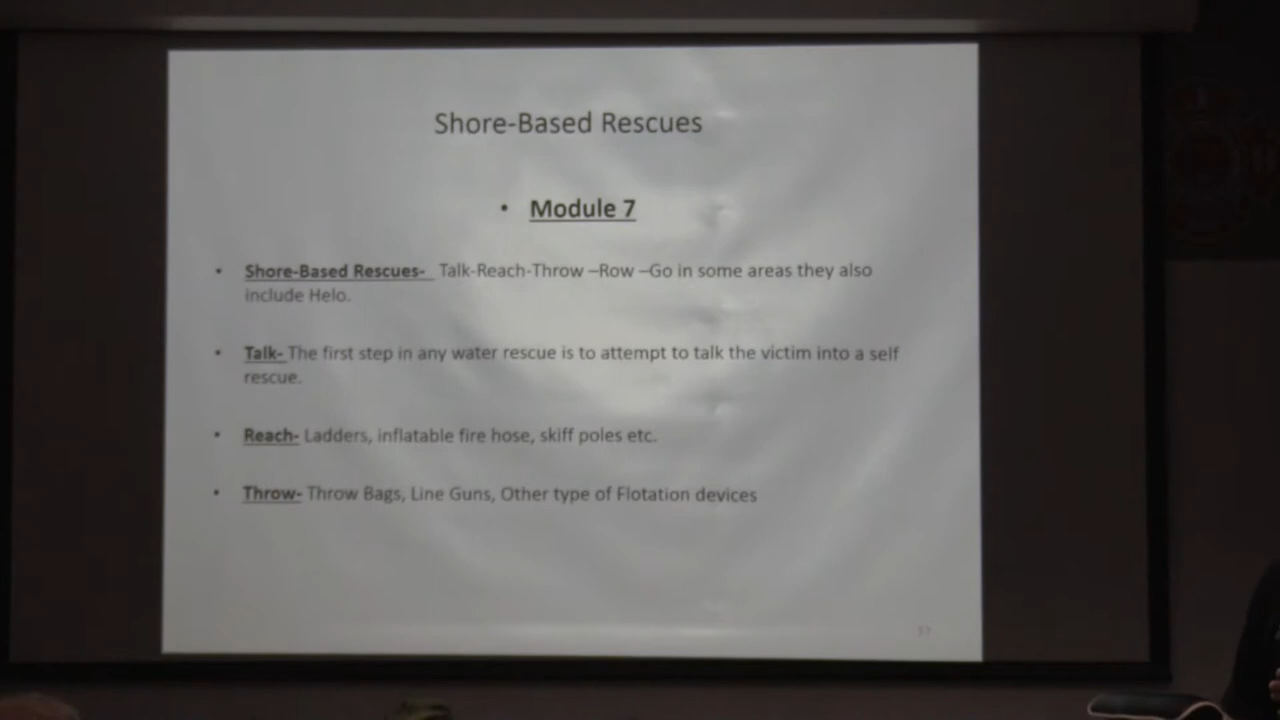 Shore-Based Rescues
• Module 7
• Shore-Based Rescues- Talk-Reach-Throw –Row –Go in some areas they also
include Helo.
• Talk- The first step in any water rescue is to attempt to talk the victim into a self
rescue.
• Reach- Ladders, inflatable fire hose, skiff poles etc.
• Throw- Throw Bags, Line Guns, Other type of Flotation devices